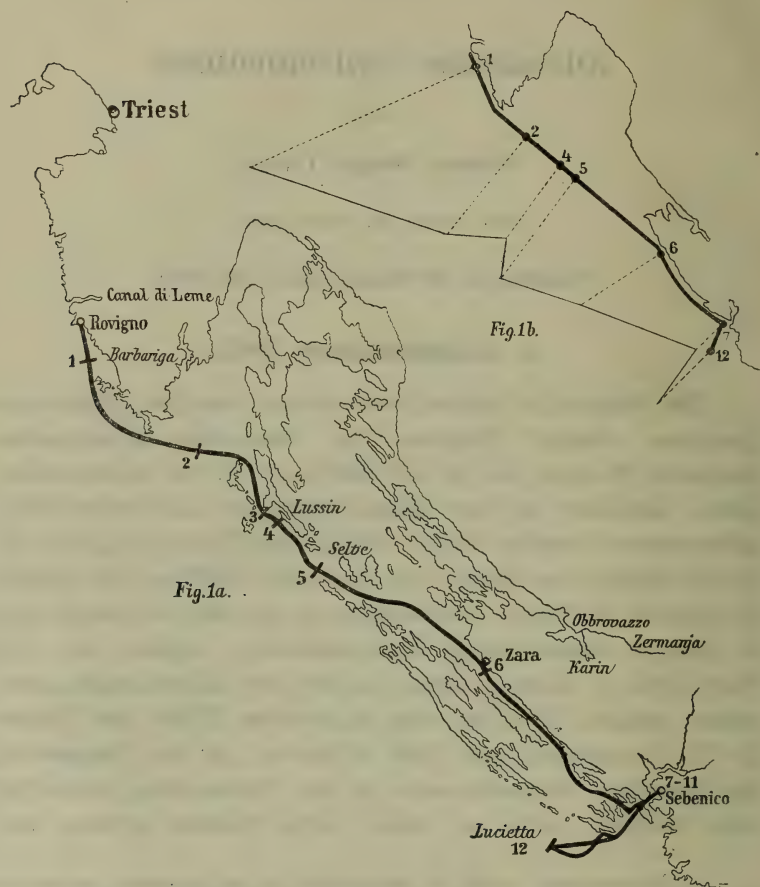 Triest
Canal di Leme
Rovigno
1
Barbariga
2
3
4
Lussin
5
Selve
Fig.1a.
Obbrovazzo
Zermanja
Karin
Zara
6
7-11
Sebenico
Lucietta
12
1
2
4
5
6
7
12
Fig.1b.